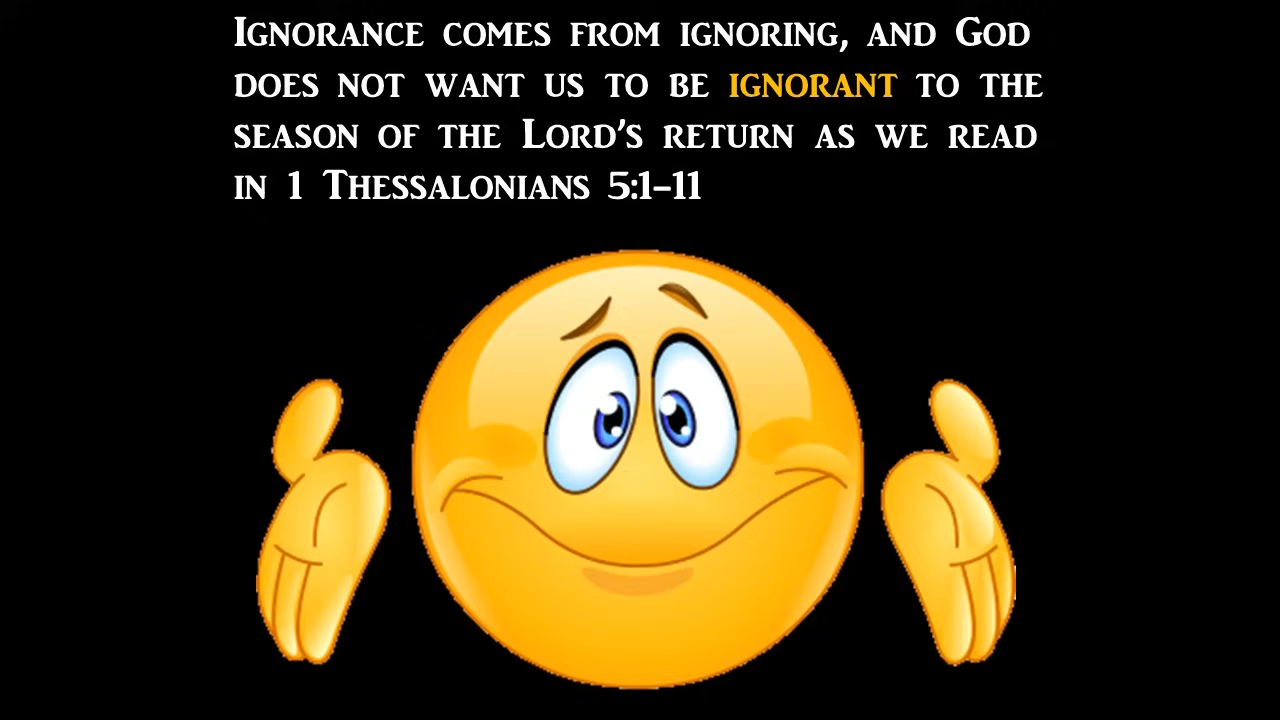 Ignorance comes from ignoring, and God
does not want us to be ignorant to the
season of the Lord’s return as we read
in 1 Thessalonians 5:1–11